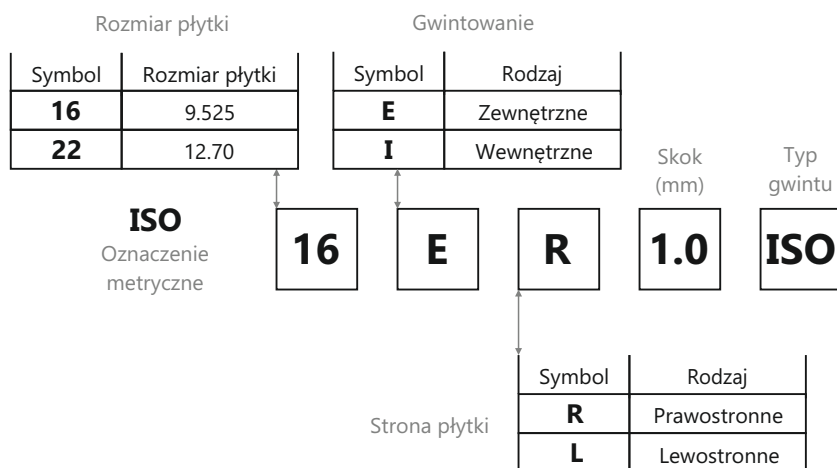 Rozmiar płytki
Gwintowanie
Symbol Rozmiar płytki
16 9.525
22 12.70
Symbol Rodzaj
E Zewnętrzne
I Wewnętrzne
Skok
(mm)
Typ
gwintu
ISO
Oznaczenie
metryczne
16 E R 1.0 ISO
Strona płytki
Symbol Rodzaj
R Prawostronne
L Lewostronne